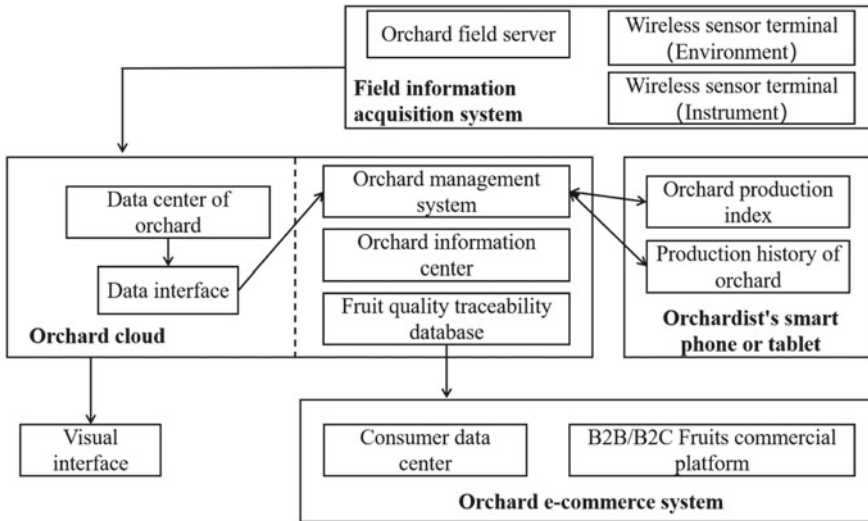 Orchard field server
Wireless sensor terminal
(Environment)
Field information
acquisition system
Wireless sensor terminal
(Instrument)
Data center of
orchard
Data interface
Orchard cloud
Orchard management
system
Orchard information
center
Fruit quality traceability
database
Orchard production
index
Production history of
orchard
Orchardist's smart
phone or tablet
Visual
interface
Consumer data
center
B2B/B2C Fruits commercial
platform
Orchard e-commerce system